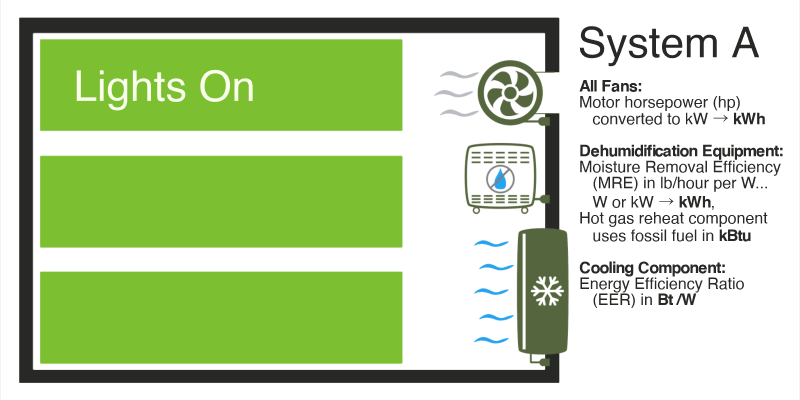 Lights On
System A
All Fans:
Motor horsepower (hp)
converted to kW → kWh
Dehumidification Equipment:
Moisture Removal Efficiency
(MRE) in lb/hour per W...
W or kW → kWh,
Hot gas reheat component
uses fossil fuel in kBtu
Cooling Component:
Energy Efficiency Ratio
(EER) in Bt /W